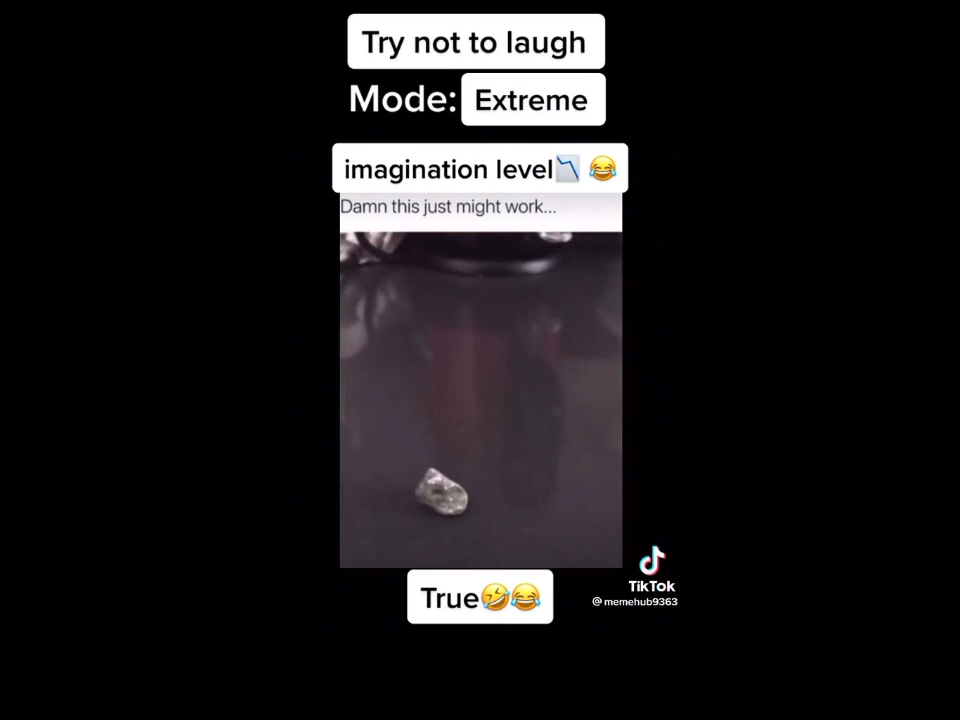 Try not to laugh
Mode: Extreme
imagination level📉 😂
Damn this just might work...
True🤣😂
TikTok
@memehub9363